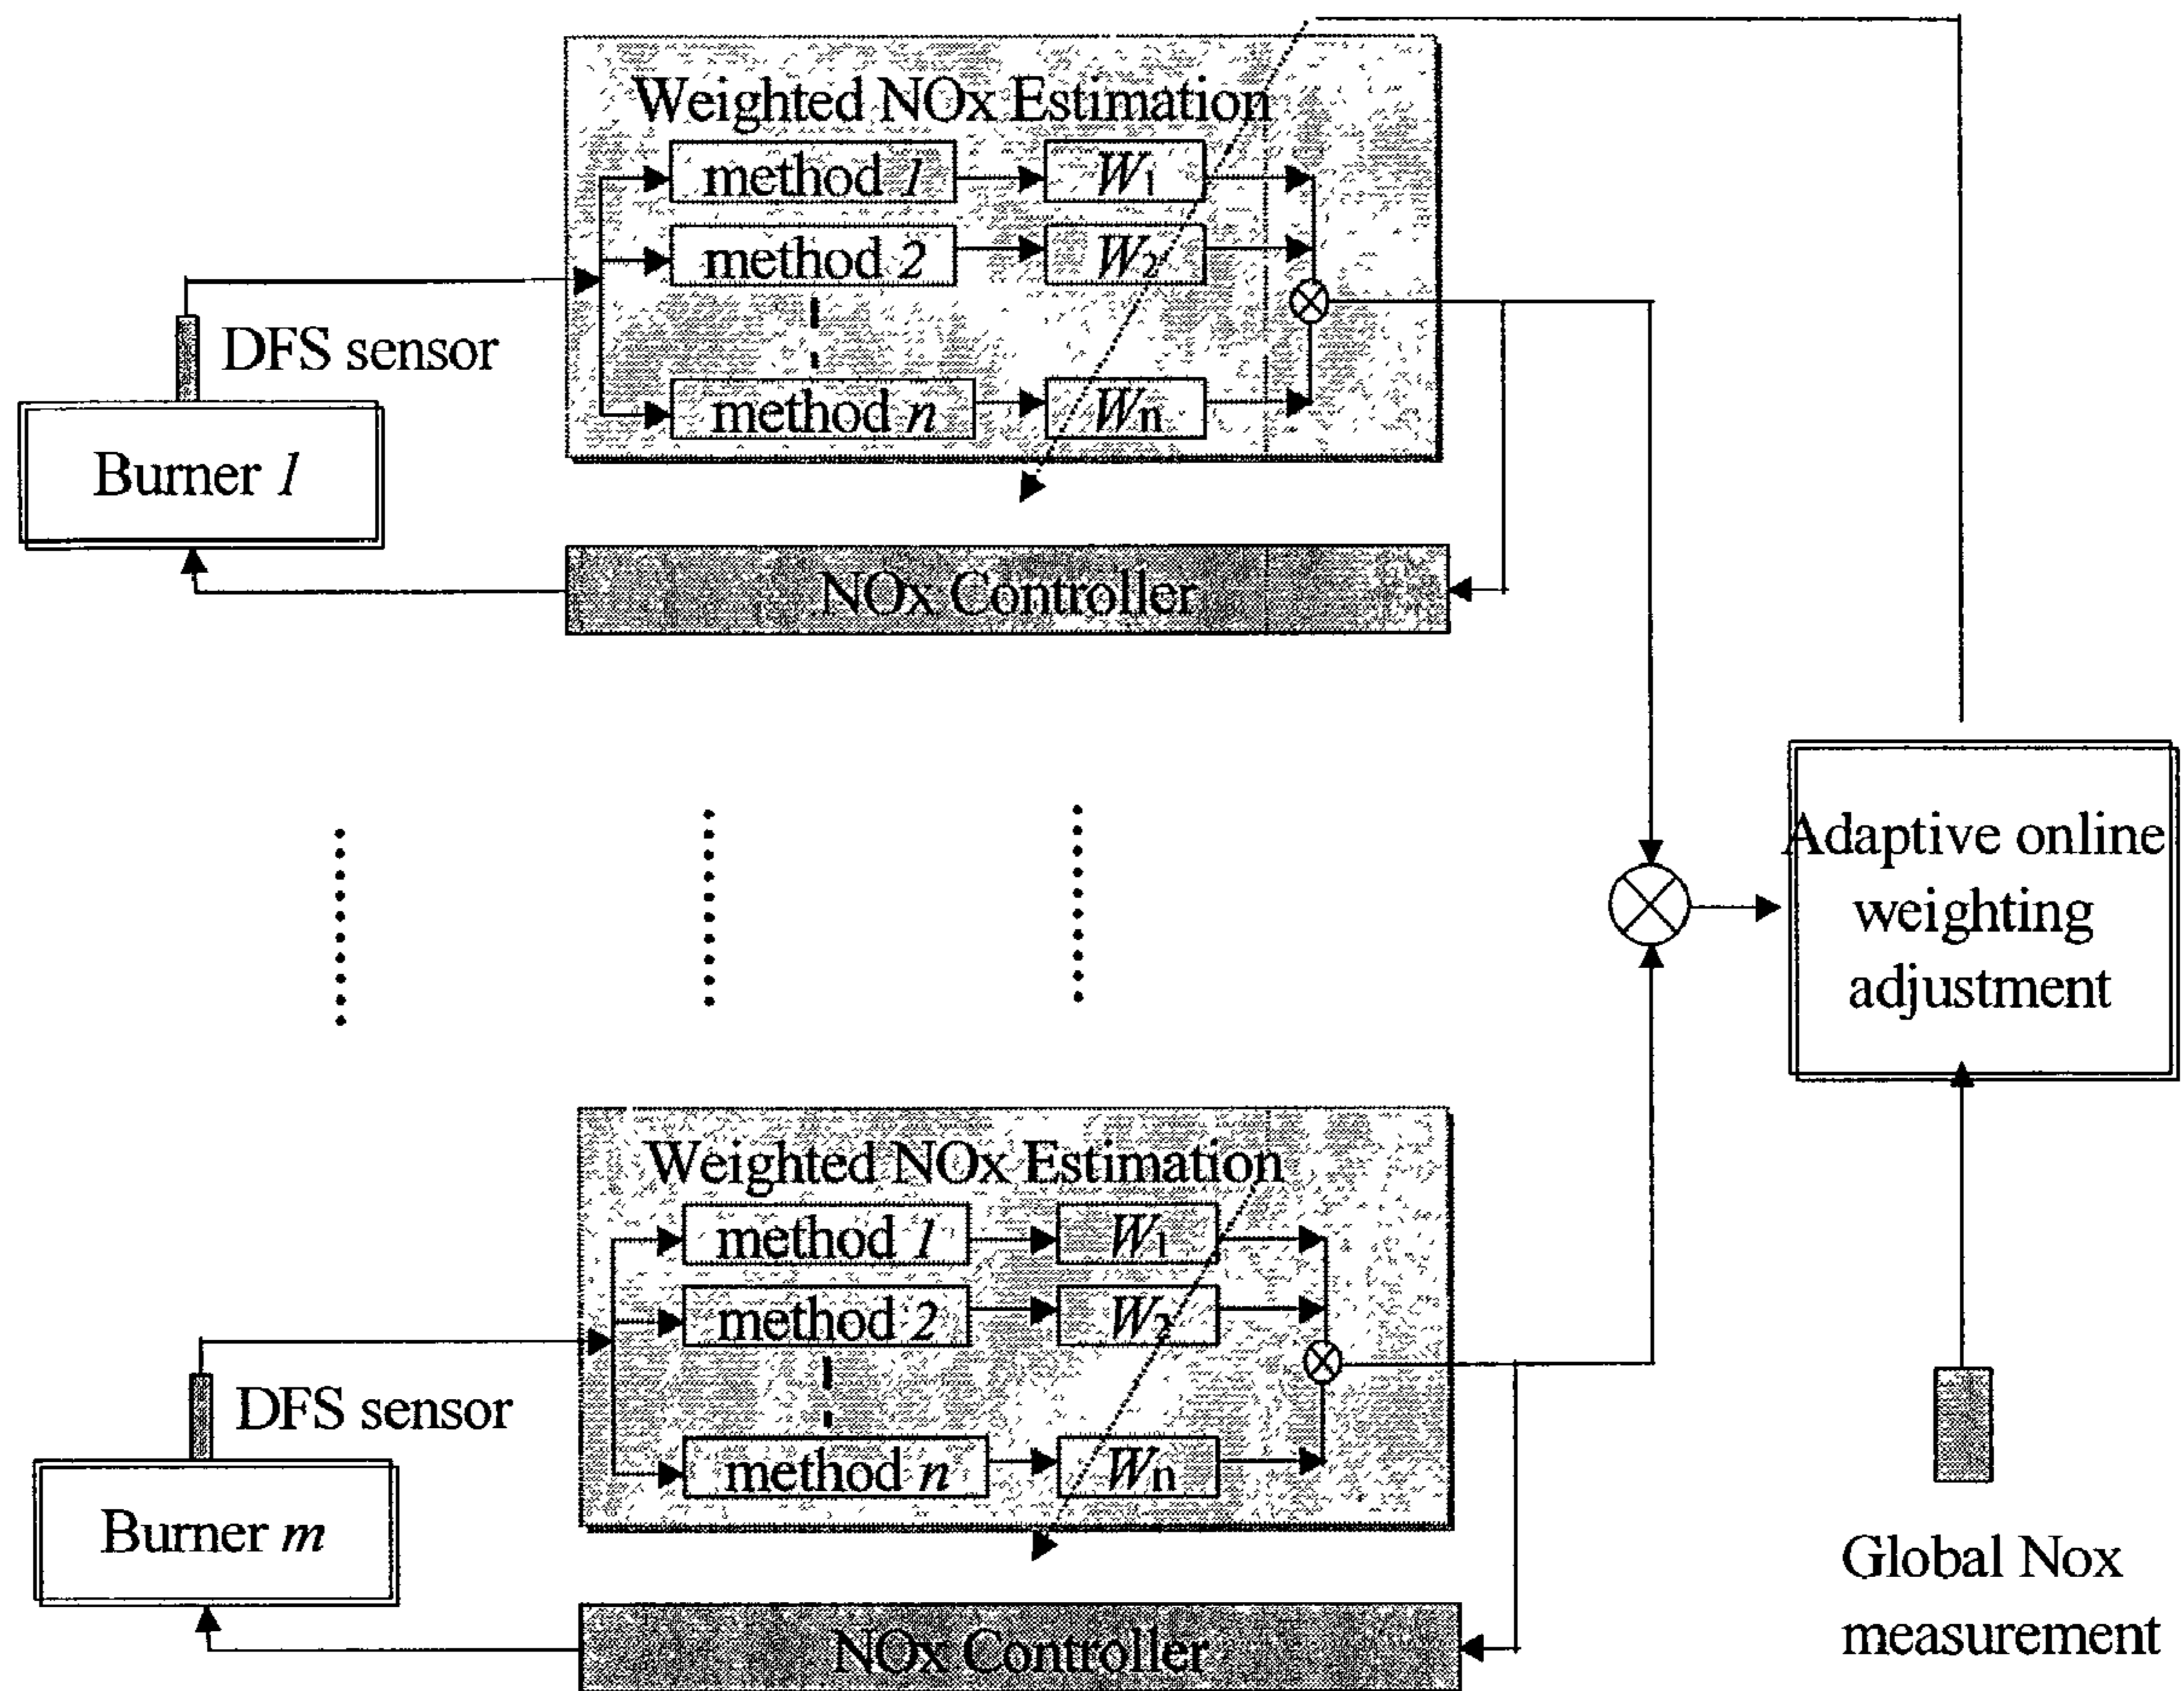 Weighted NOx Estimation
method 1
W1
method 2
W2
DFS sensor
method n
Wn
Burner 1
NOx Controller
Adaptive online
weighting
adjustment
Weighted NOx Estimation
method 1
W1
method 2
W2
DFS sensor
method n
Wn
Burner m
NOx Controller
Global Nox
measurement